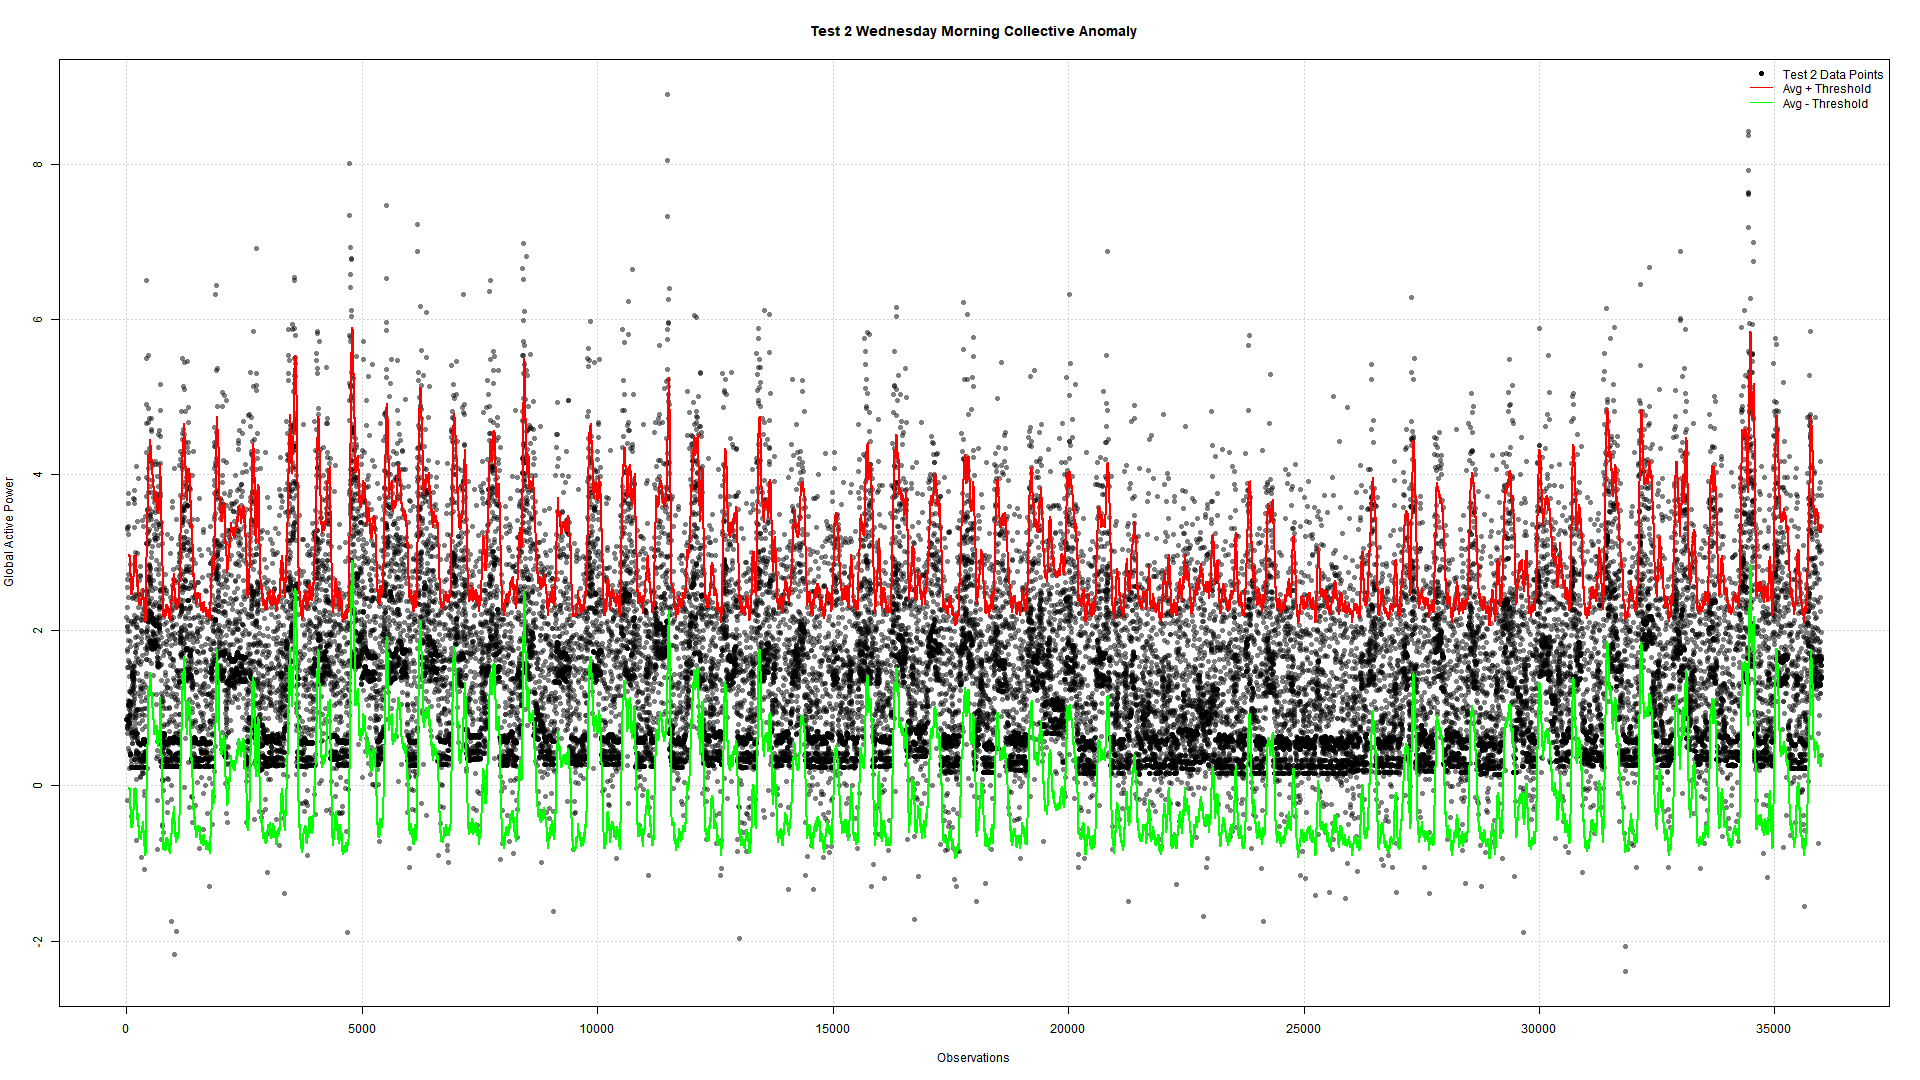 Test 2 Wednesday Morning Collective Anomaly
Test 2 Data Points
Avg + Threshold
Avg - Threshold
Global Active Power
8
6
4
2
0
-2
0 5000 10000 15000 20000 25000 30000 35000
Observations